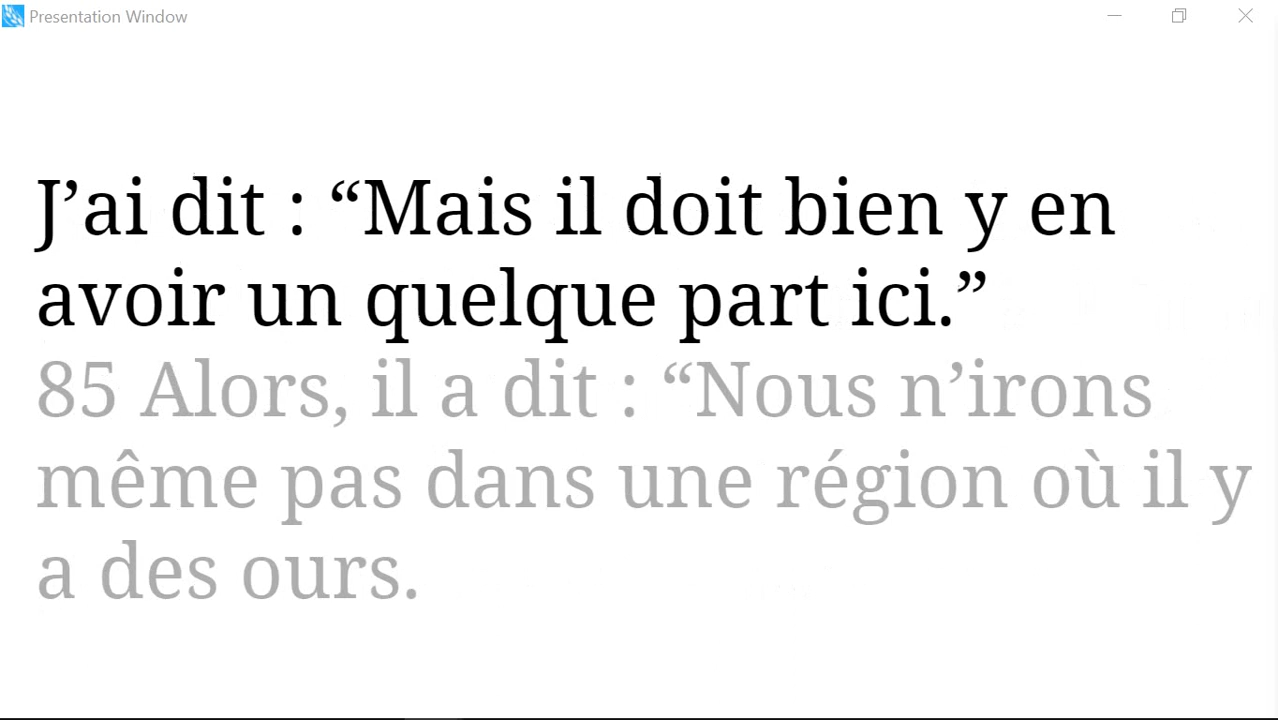 Presentation Window
J’ai dit : “Mais il doit bien y en
avoir un quelque part ici.”
85 Alors, il a dit : “Nous n’irons
même pas dans une région où il y
a des ours.